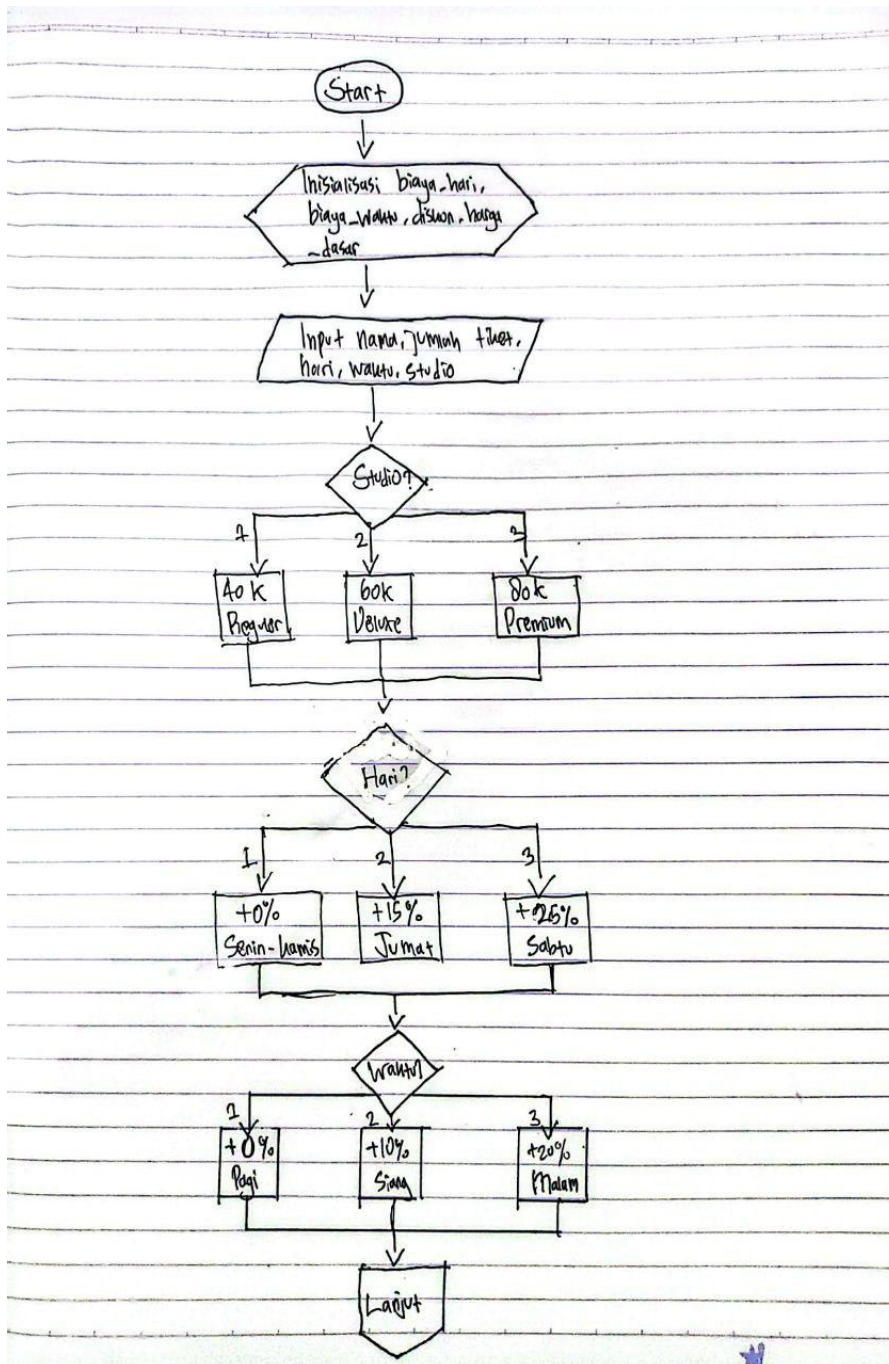 Start
Inisialisasi biaya_hari,
biaya_waktu, diskon, harga
_dasar
Input nama, jumlah tiket,
hari, waktu, studio
Studio?
1
2
3
40 K
60k
80k
Regular
Deluxe
Premium
Hari?
1
2
3
+0%
+15%
+25%
Senin-kamis
Jumat
Sabtu
Waktu?
1
2
3
+0%
+10%
+20%
Pagi
Siang
Malam
Lanjut